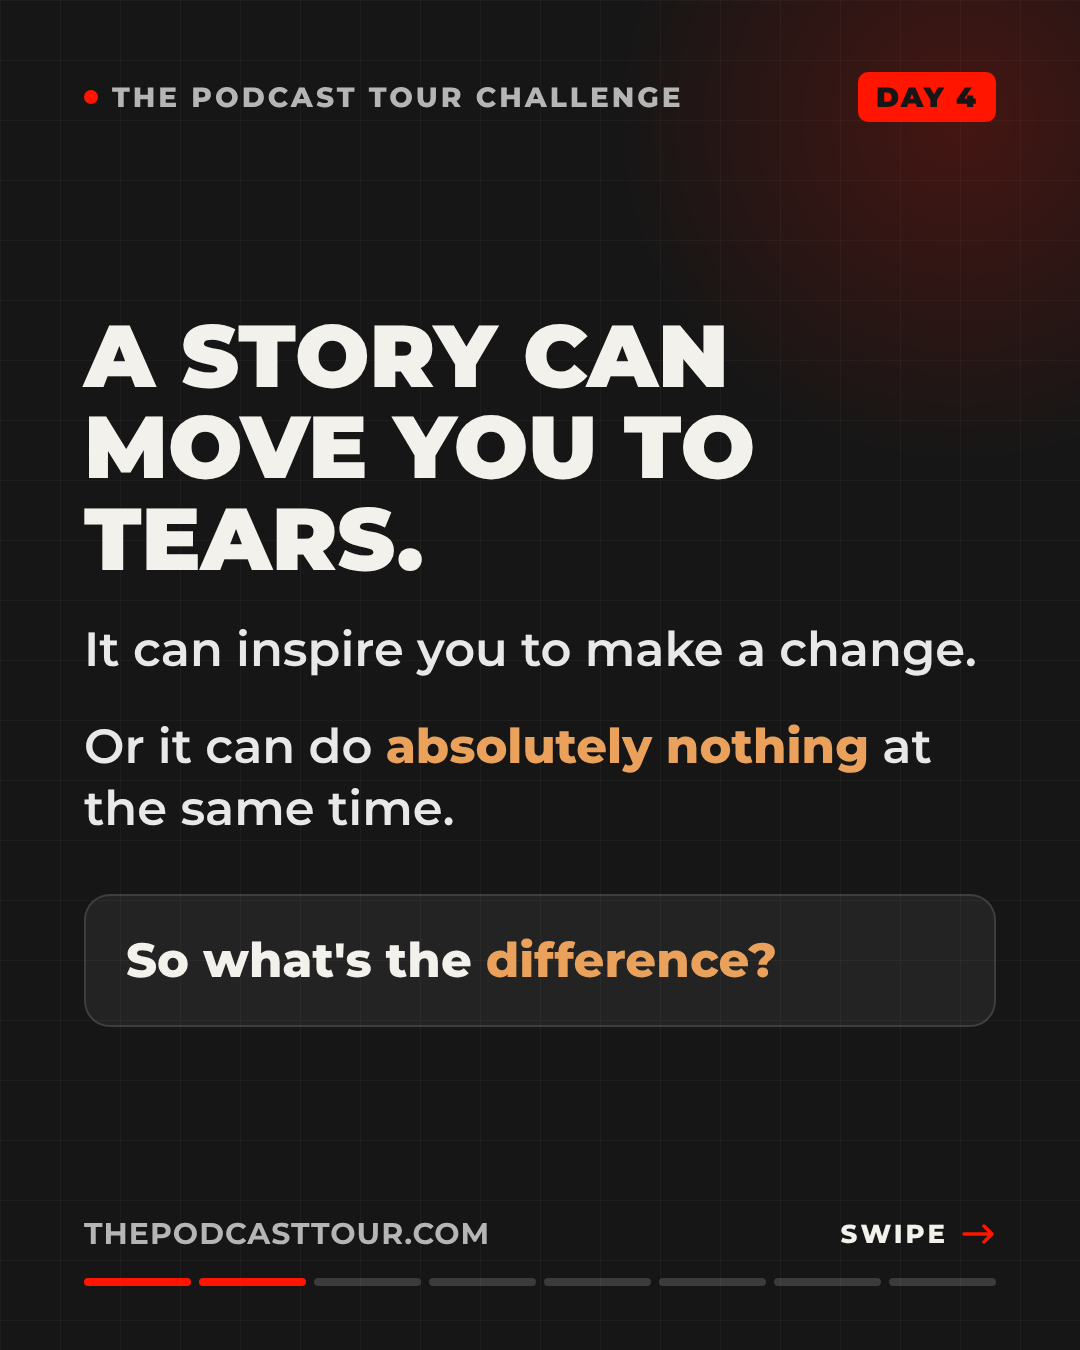 THE PODCAST TOUR CHALLENGE
DAY 4
A STORY CAN
MOVE YOU TO
TEARS.
It can inspire you to make a change.
Or it can do absolutely nothing at
the same time.
So what's the difference?
THEPODCASTTOUR.COM
SWIPE →